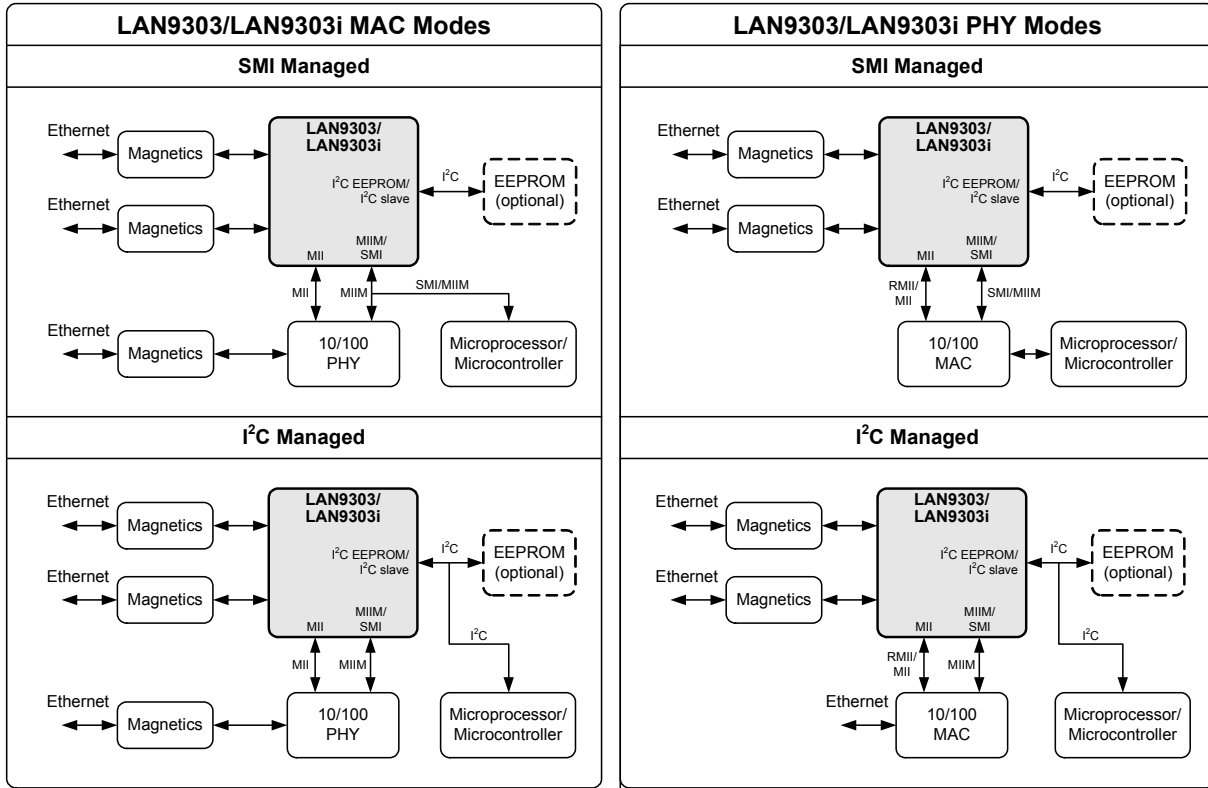 LAN9303/LAN9303i MAC Modes
SMI Managed
Ethernet
Magnetics
LAN9303/
LAN9303i
I²C EEPROM/
I²C slave
I²C
EEPROM
(optional)
Ethernet
Magnetics
MII
MIIM/
SMI
MII
MIIM
SMI/MIIM
Ethernet
Magnetics
10/100
PHY
Microprocessor/
Microcontroller
I²C Managed
Ethernet
Magnetics
LAN9303/
LAN9303i
I²C EEPROM/
I²C slave
I²C
EEPROM
(optional)
Ethernet
Magnetics
MII
MIIM/
SMI
MII
MIIM
I²C
Ethernet
Magnetics
10/100
PHY
Microprocessor/
Microcontroller
LAN9303/LAN9303i PHY Modes
SMI Managed
Ethernet
Magnetics
LAN9303/
LAN9303i
I²C EEPROM/
I²C slave
I²C
EEPROM
(optional)
Ethernet
Magnetics
MII
MIIM/
SMI
RMII/
MII
SMI/MIIM
10/100
MAC
Microprocessor/
Microcontroller
I²C Managed
Ethernet
Magnetics
LAN9303/
LAN9303i
I²C EEPROM/
I²C slave
I²C
EEPROM
(optional)
Ethernet
Magnetics
MII
MIIM/
SMI
RMII/
MII
MIIM
I²C
Ethernet
10/100
MAC
Microprocessor/
Microcontroller